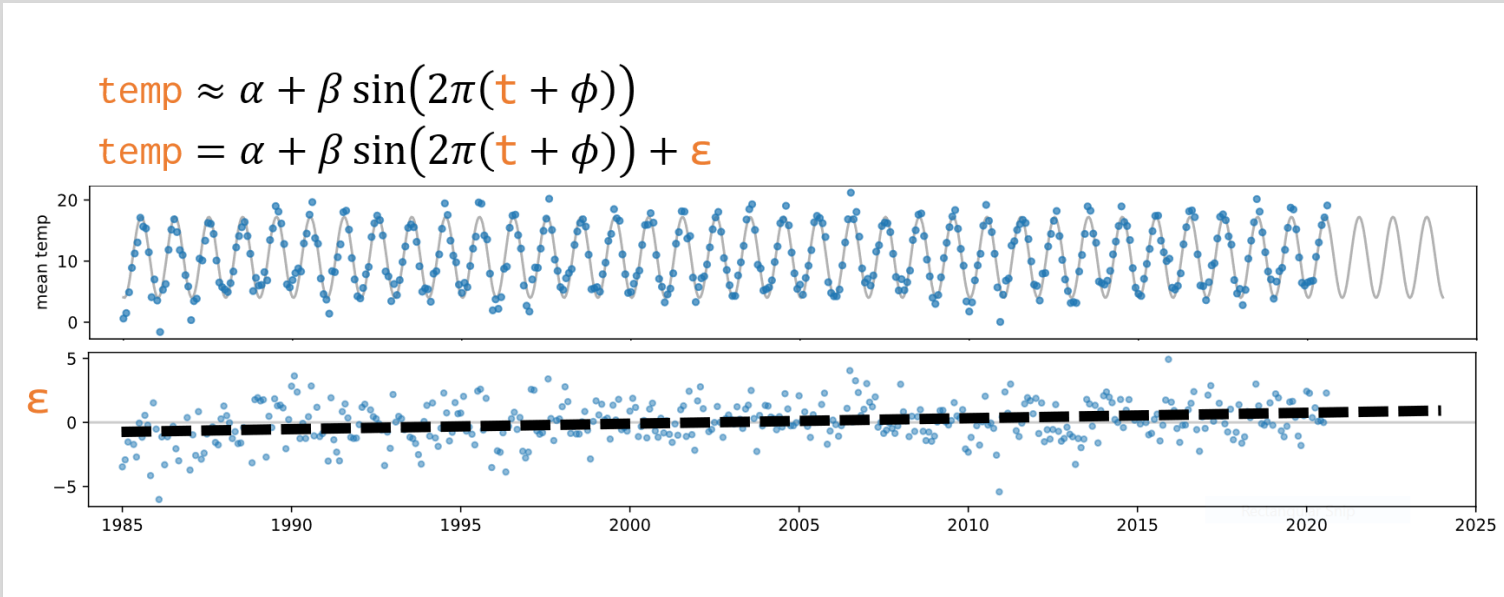 temp ≈ α + β sin(2π(t + ϕ))
temp = α + β sin(2π(t + ϕ)) + ε
mean temp
20
10
0
ε
5
0
−5
1985 1990 1995 2000 2005 2010 2015 2020 2025